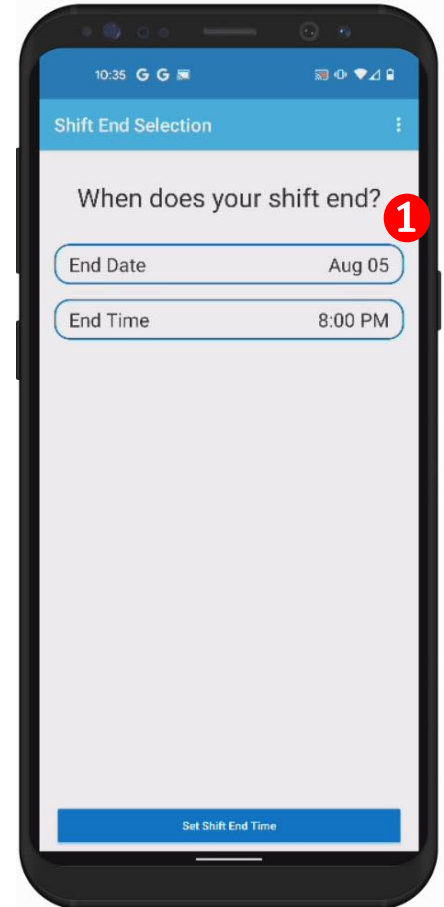 10:35 G G
Shift End Selection
When does your shift end?
1
End Date Aug 05
End Time 8:00 PM
Set Shift End Time